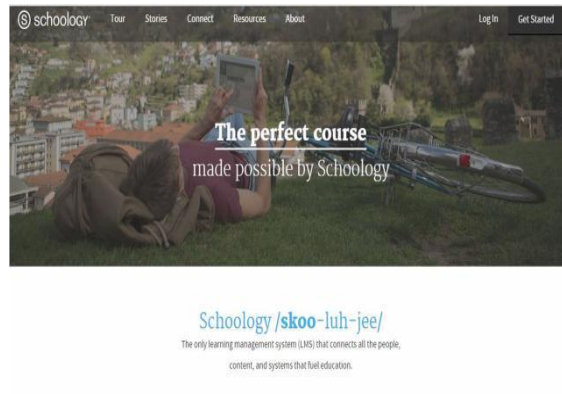 schoology Tour Stories Connect Resources About Log In Get Started
The perfect course
made possible by Schoology
Schoology /skoo-luh-jee/
The only learning management system (LMS) that connects all the people,
content, and systems that fuel education.